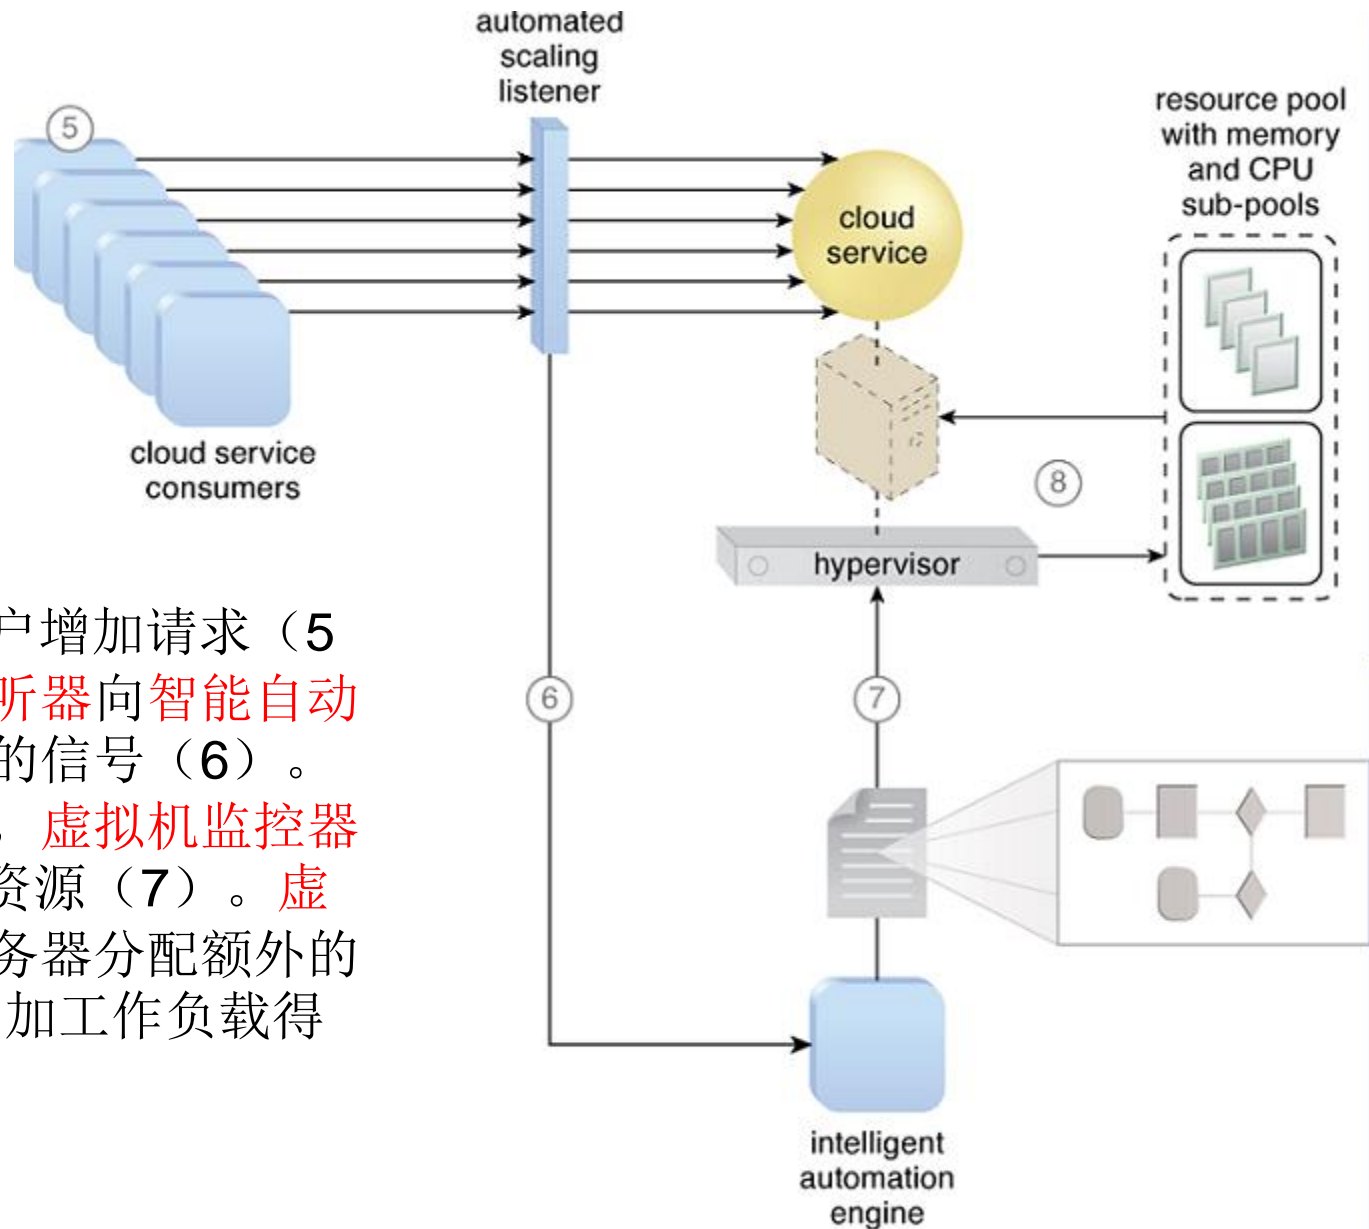 automated
scaling
listener
resource pool
with memory
and CPU
sub-pools
5
cloud
service
cloud service
consumers
8
hypervisor
户增加请求（5
听器向智能自动
的信号（6）。
，虚拟机监控器
资源（7）。虚
务器分配额外的
加工作负载得
6
7
intelligent
automation
engine